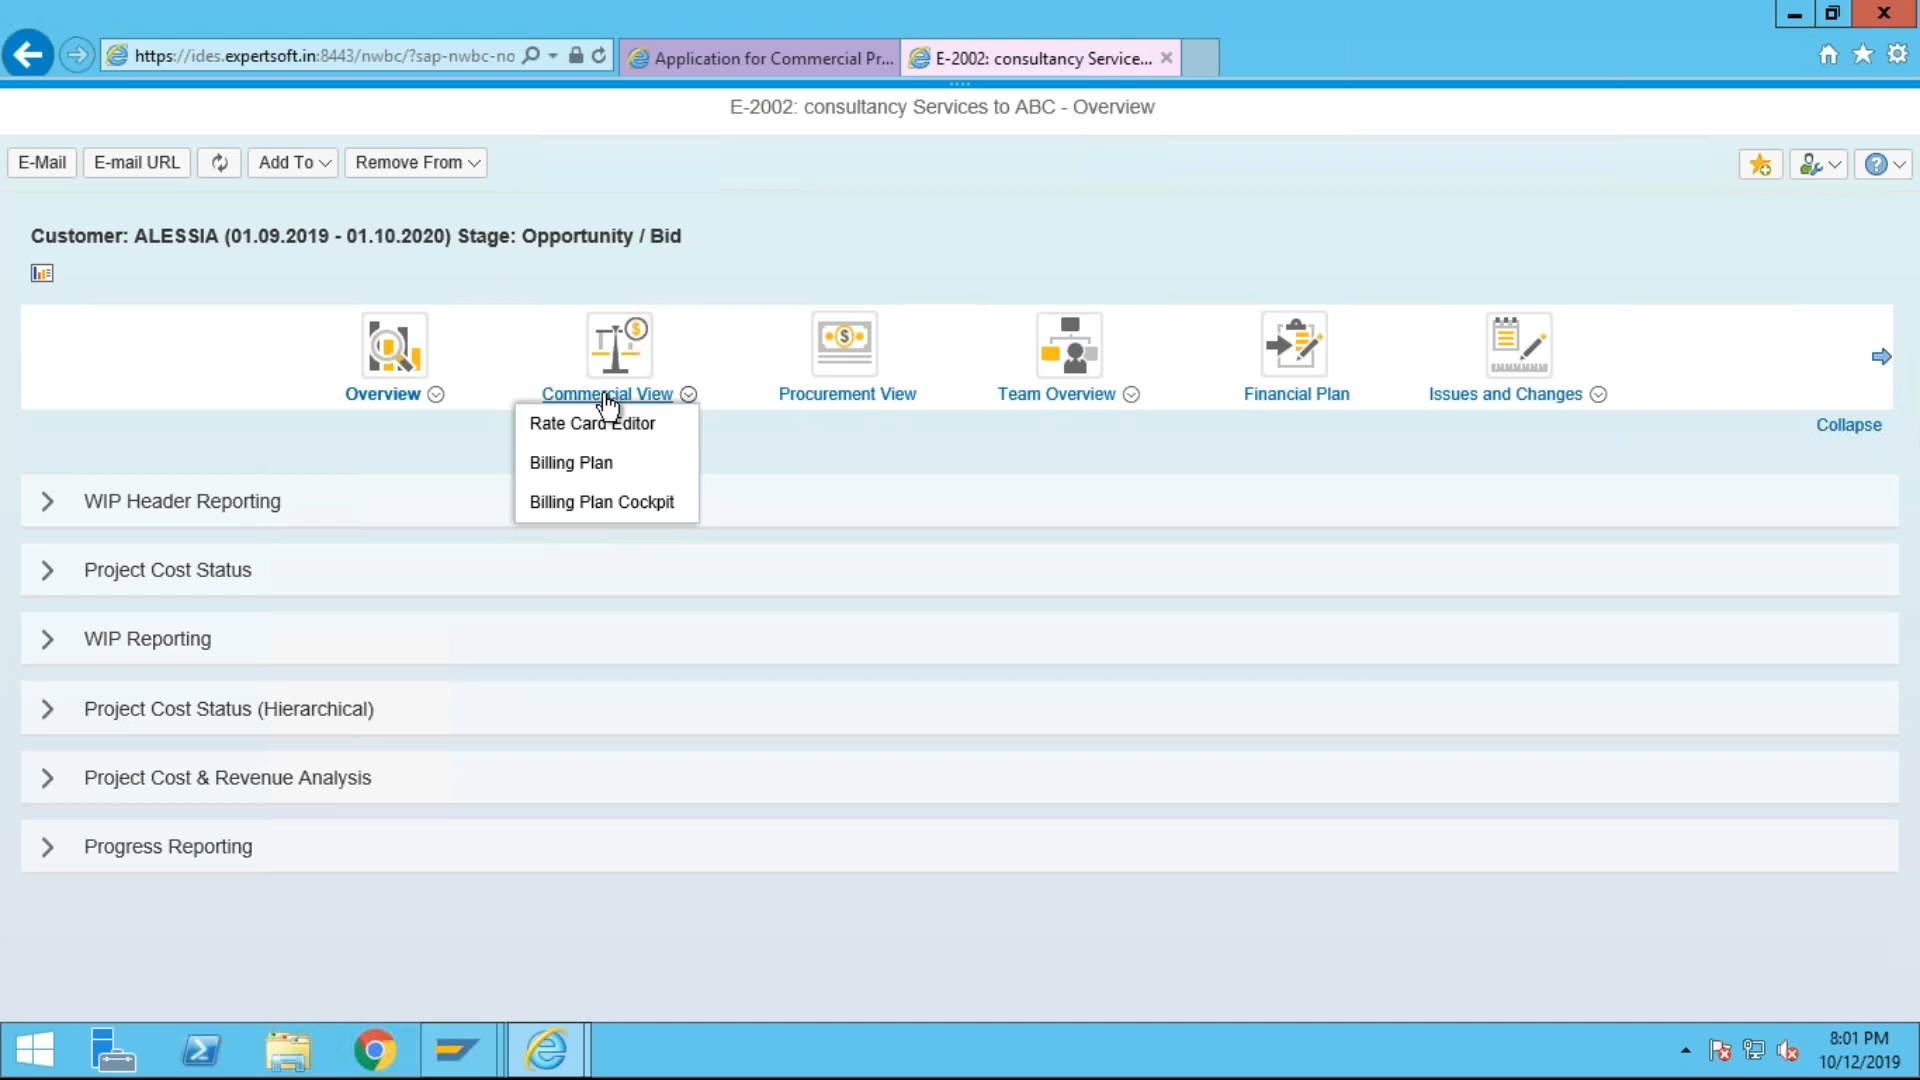 https://ides.expertsoft.in:8443/nwbc/?sap-nwbc-no
Application for Commercial Pr...
E-2002: consultancy Service...
E-2002: consultancy Services to ABC - Overview
E-Mail
E-mail URL
Add To
Remove From
Customer: ALESSIA (01.09.2019 - 01.10.2020) Stage: Opportunity / Bid
Overview
Commercial View
Procurement View
Team Overview
Financial Plan
Issues and Changes
Collapse
Rate Card Editor
Billing Plan
Billing Plan Cockpit
WIP Header Reporting
Project Cost Status
WIP Reporting
Project Cost Status (Hierarchical)
Project Cost & Revenue Analysis
Progress Reporting
8:01 PM
10/12/2019